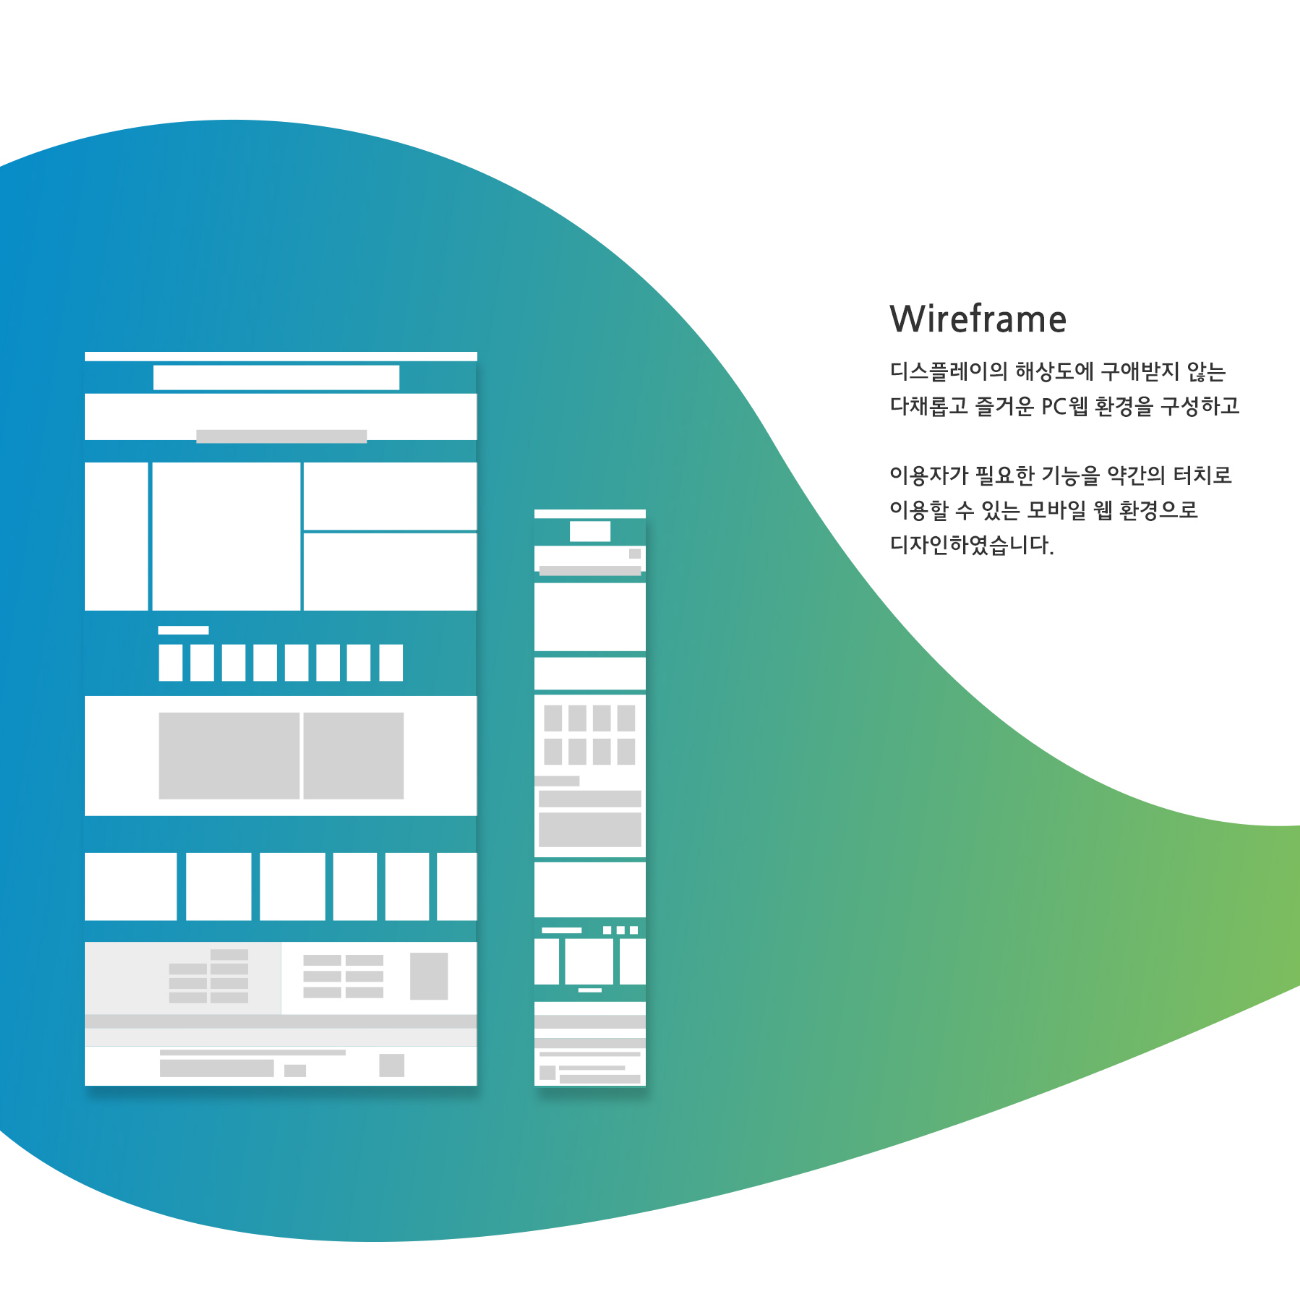 Wireframe
디스플레이의 해상도에 구애받지 않는
다채롭고 즐거운 PC웹 환경을 구성하고
이용자가 필요한 기능을 약간의 터치로
이용할 수 있는 모바일 웹 환경으로
디자인하였습니다.